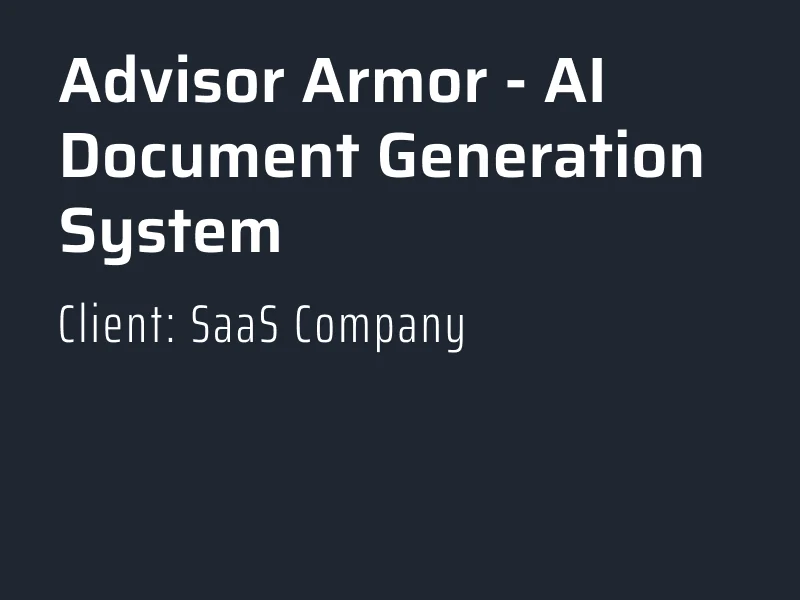 Advisor Armor - AI
Document Generation
System
Client: SaaS Company